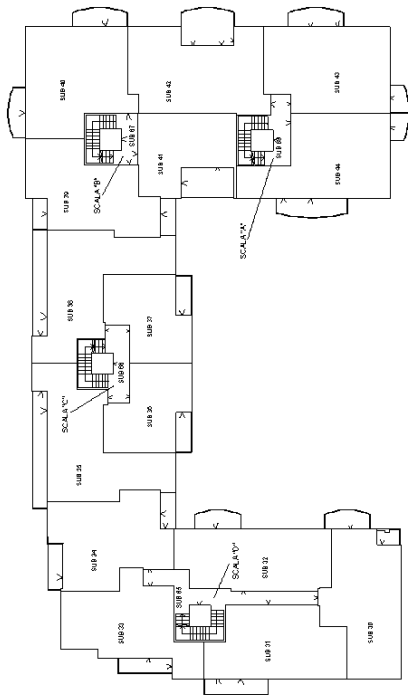 SUB 40
SUB 42
SUB 43
SUB 67
SUB 68
SUB 41
SUB 44
SCALA "B"
SCALA "A"
SUB 39
SUB 38
SUB 37
SUB 66
SCALA "C"
SUB 36
SUB 35
SUB 34
SUB 32
SCALA "D"
SUB 65
SUB 33
SUB 31
SUB 30